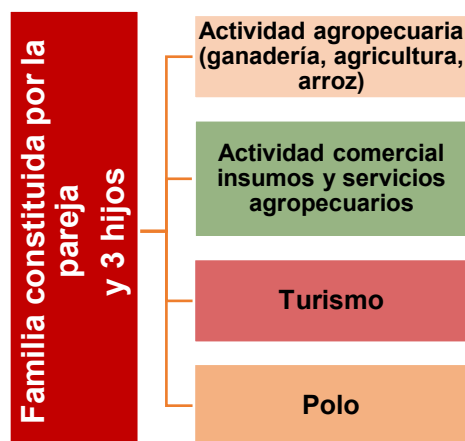 Familia constituida por la
pareja
y 3 hijos
Actividad agropecuaria
(ganadería, agricultura,
arroz)
Actividad comercial
insumos y servicios
agropecuarios
Turismo
Polo